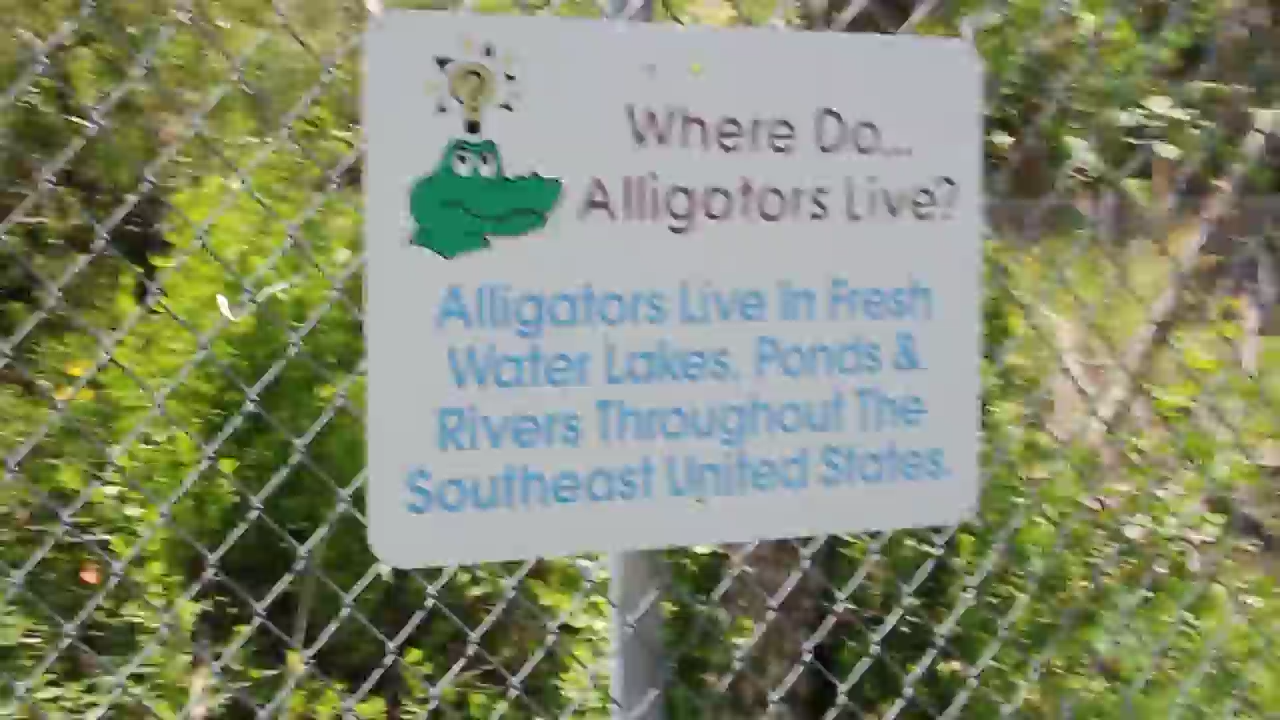 ?
Where Do...
Alligators Live?
Alligators Live In Fresh
Water Lakes, Ponds &
Rivers Throughout The
Southeast United States.